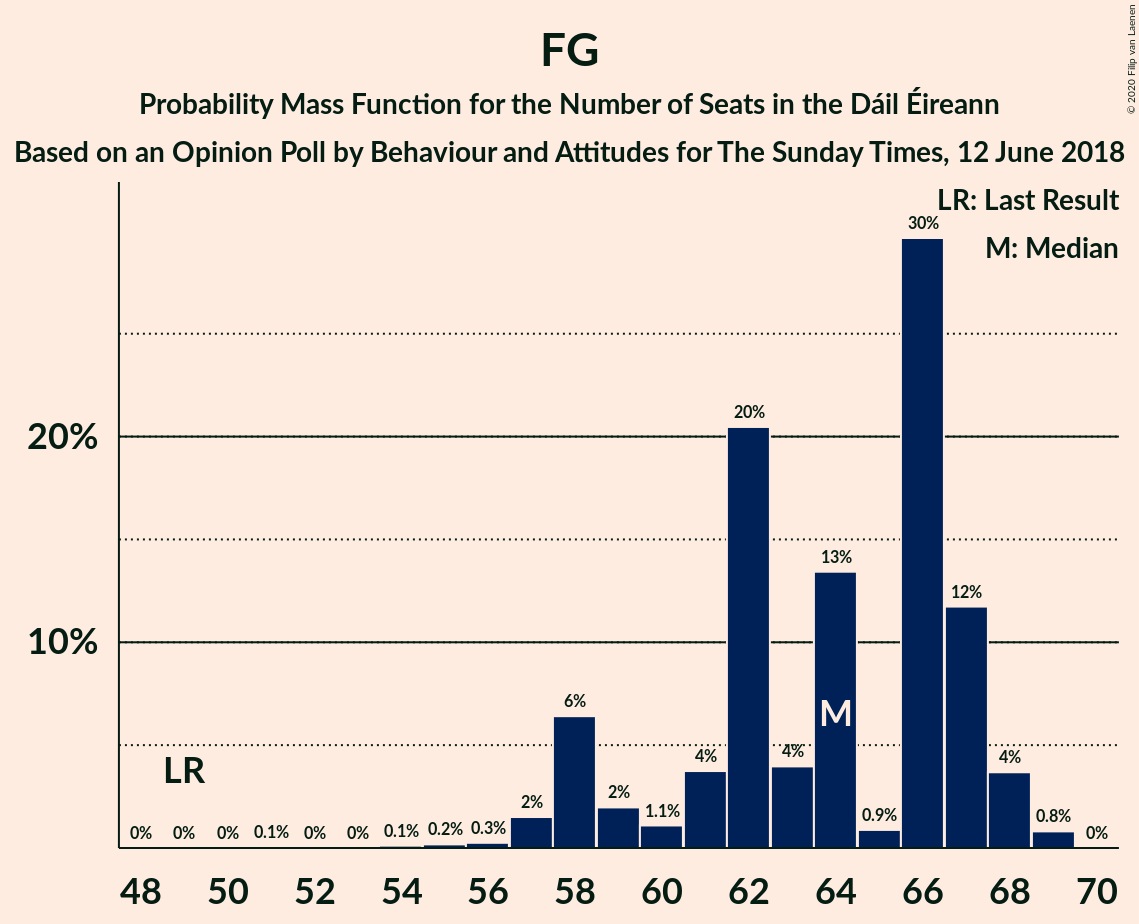 FG
Probability Mass Function for the Number of Seats in the Dáil Éireann
Based on an Opinion Poll by Behaviour and Attitudes for The Sunday Times, 12 June 2018
© 2020 Filip van Laenen
LR: Last Result
M: Median
30%
20%
20%
13%
12%
10%
6%
M
4%
4%
4%
LR
2%
2%
1.1%
0.9%
0.8%
0%
0%
0%
0.1%
0%
0%
0.1%
0.2%
0.3%
0%
48 50 52 54 56 58 60 62 64 66 68 70